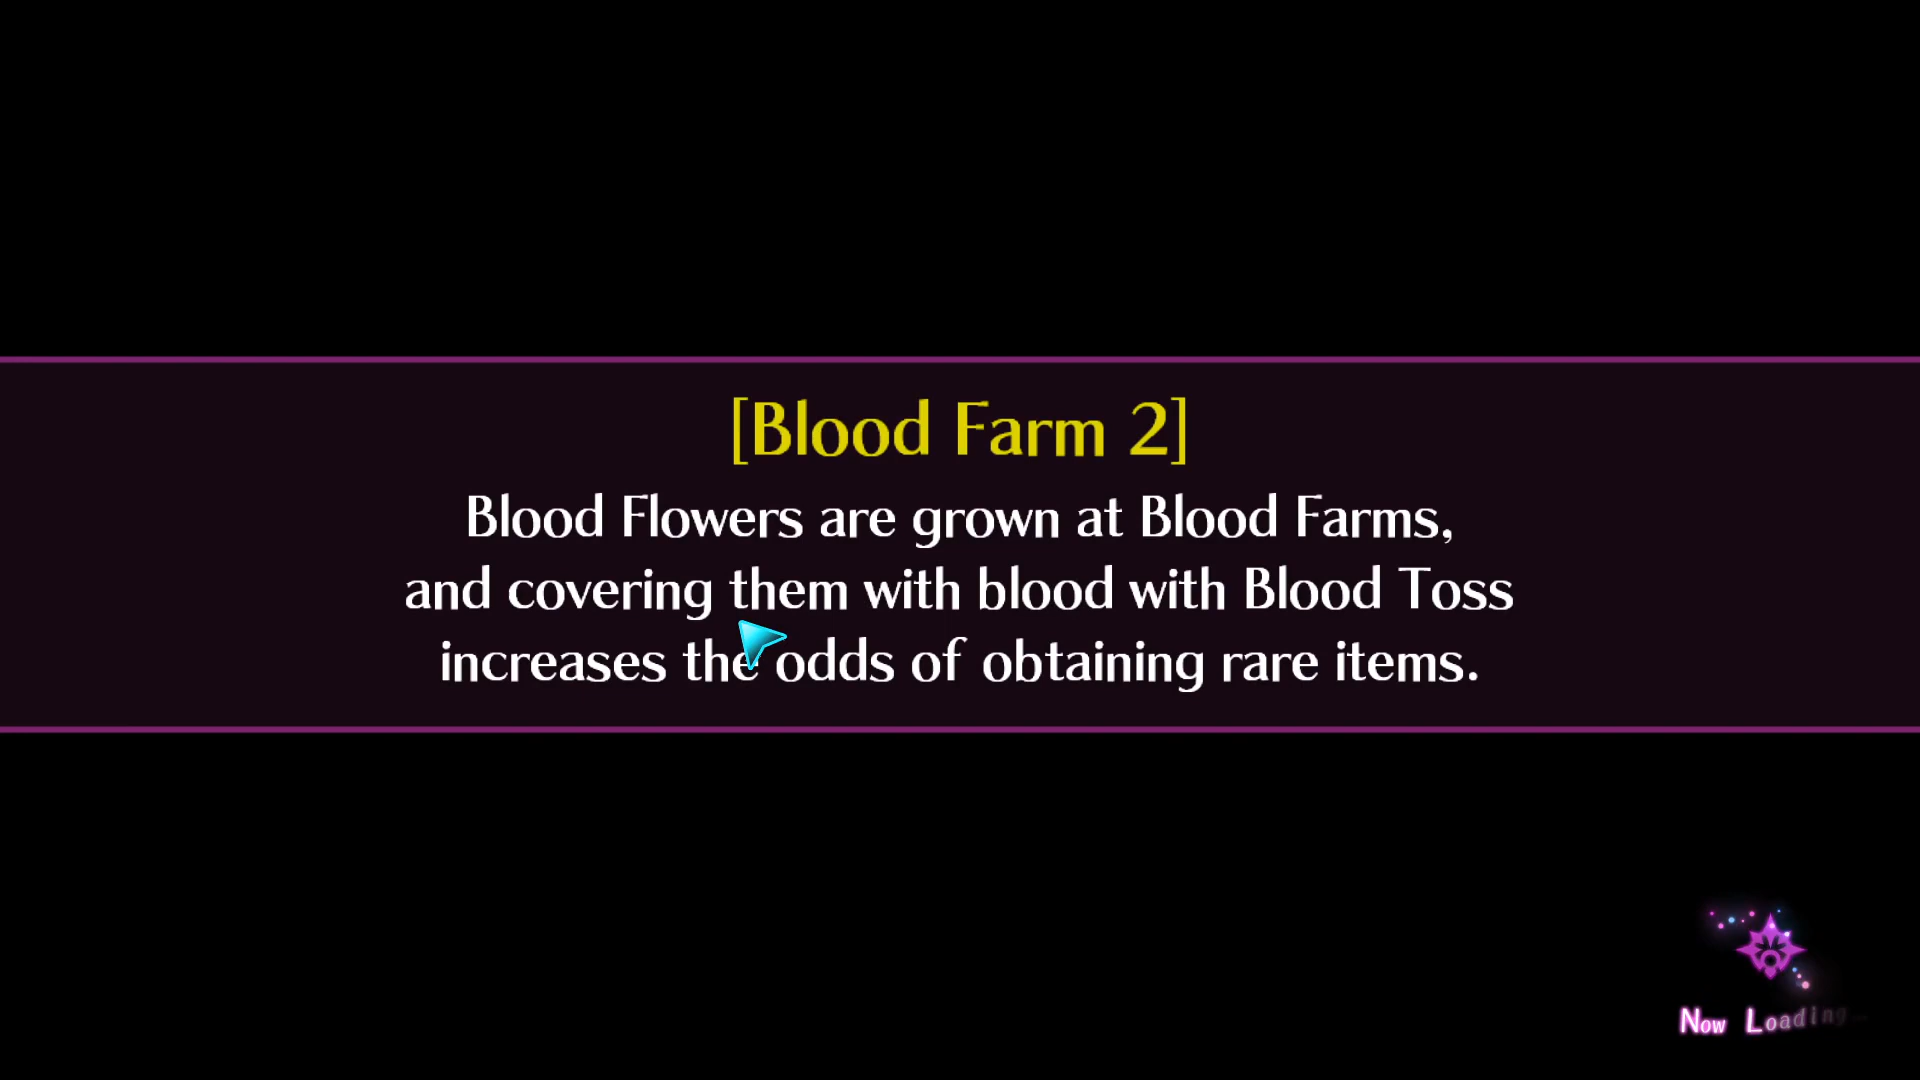 [Blood Farm 2]
Blood Flowers are grown at Blood Farms,
and covering them with blood with Blood Toss
increases the odds of obtaining rare items.
Now Loading...